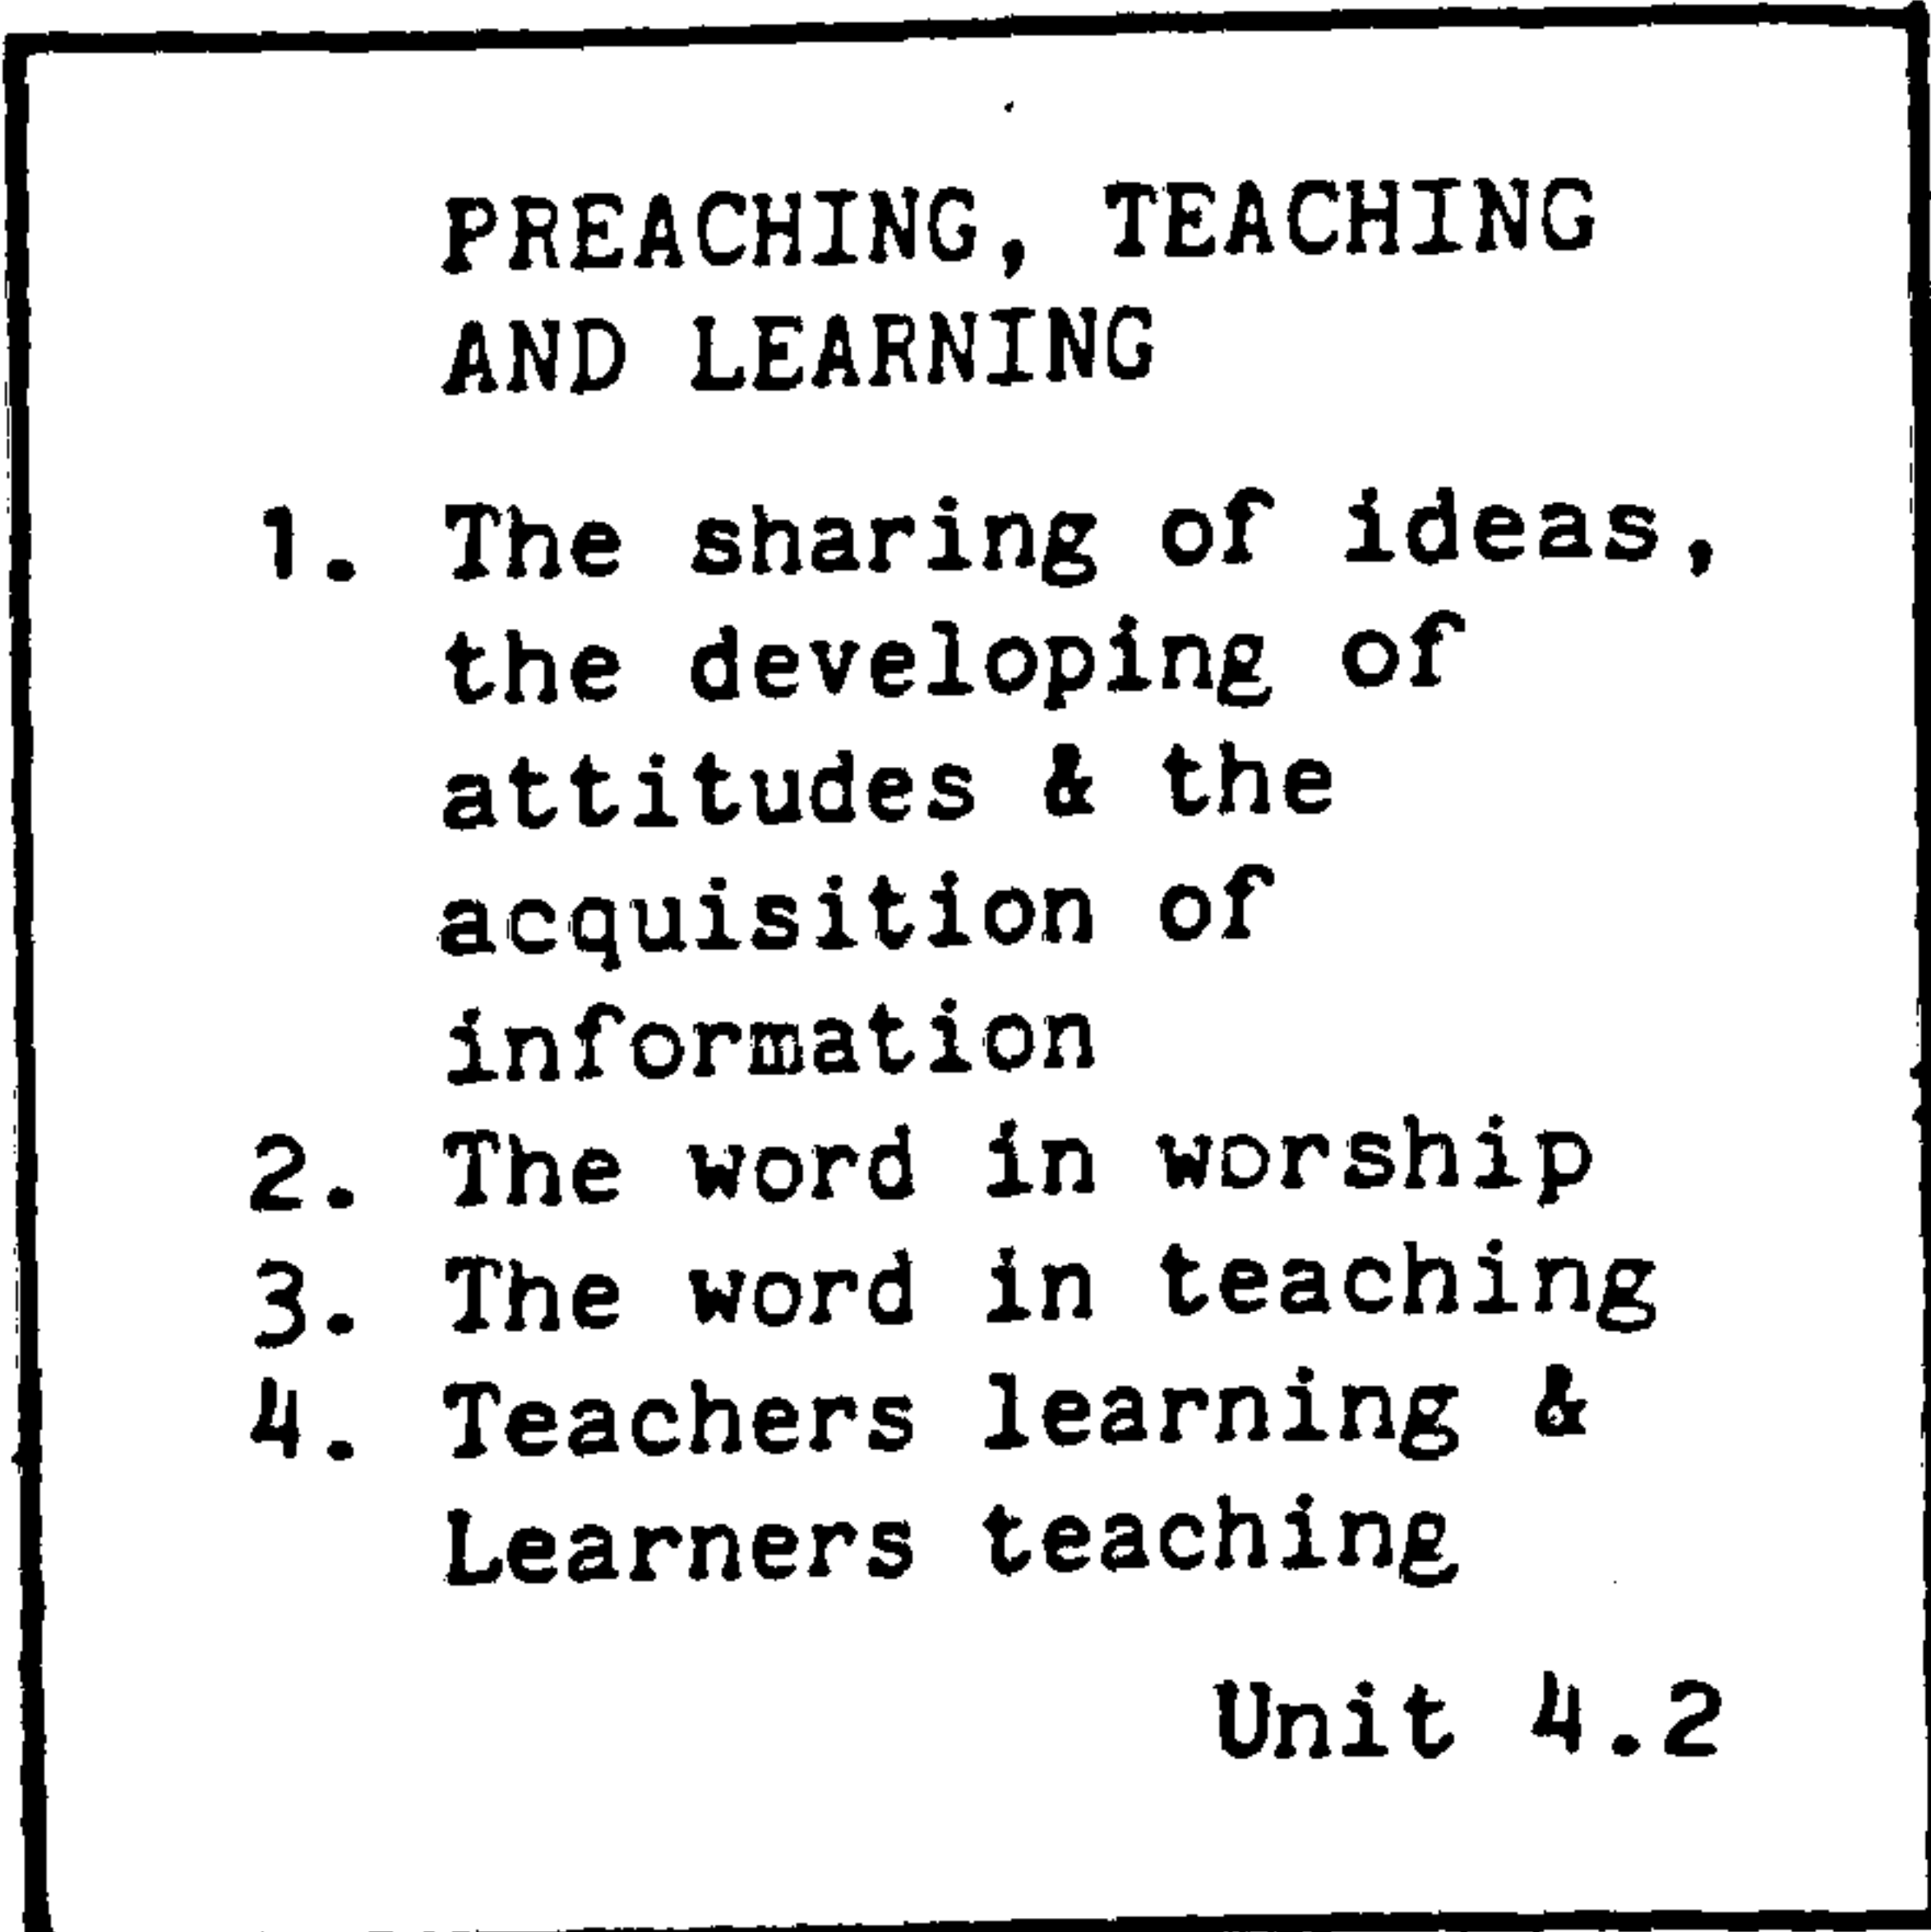 PREACHING, TEACHING
AND LEARNING
1. The sharing of ideas,
the developing of
attitudes & the
acquisition of
information
2. The word in worship
3. The word in teaching
4. Teachers learning &
Learners teaching
Unit 4.2